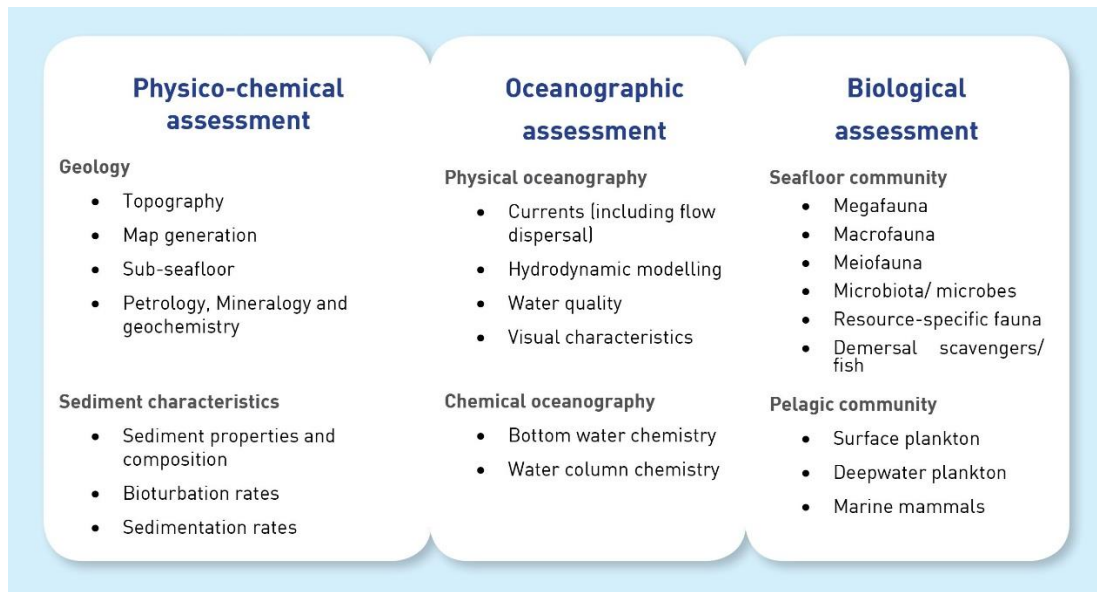 Physico-chemical
assessment
Geology
• Topography
• Map generation
• Sub-seafloor
• Petrology, Mineralogy and
geochemistry
Sediment characteristics
• Sediment properties and
composition
• Bioturbation rates
• Sedimentation rates
Oceanographic
assessment
Physical oceanography
• Currents (including flow
dispersal)
• Hydrodynamic modelling
• Water quality
• Visual characteristics
Chemical oceanography
• Bottom water chemistry
• Water column chemistry
Biological
assessment
Seafloor community
• Megafauna
• Macrofauna
• Meiofauna
• Microbiota/ microbes
• Resource-specific fauna
• Demersal scavengers/
fish
Pelagic community
• Surface plankton
• Deepwater plankton
• Marine mammals